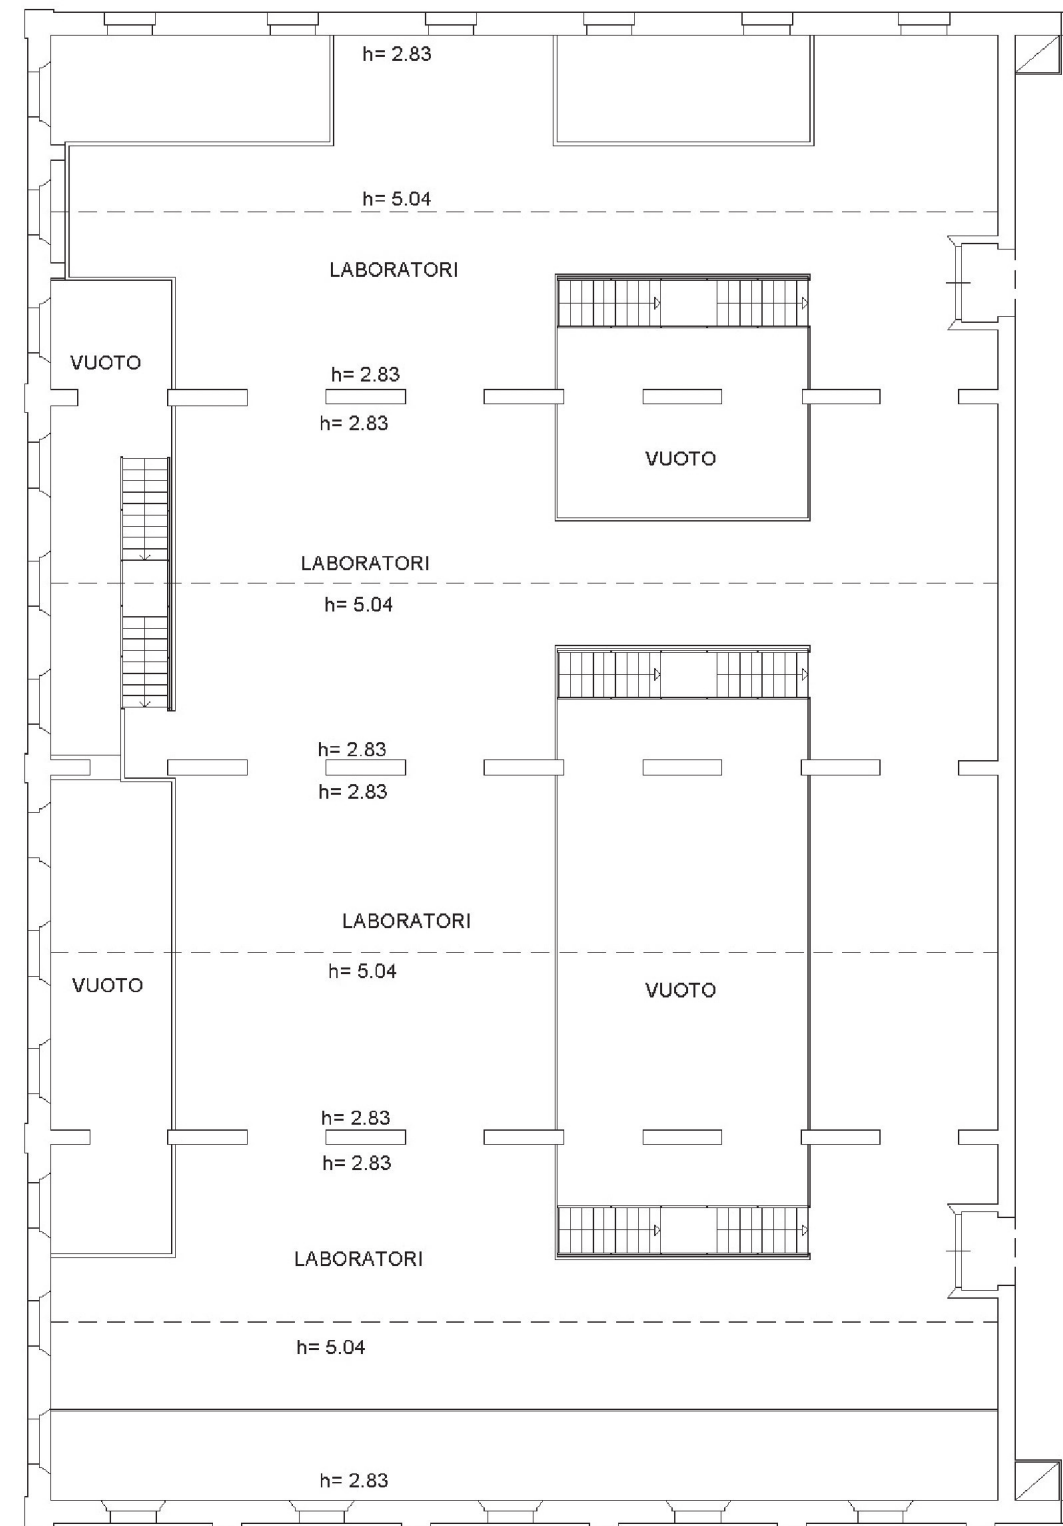 h= 2.83
h= 5.04
LABORATORI
VUOTO
h= 2.83
h= 2.83
VUOTO
LABORATORI
h= 5.04
h= 2.83
h= 2.83
LABORATORI
h= 5.04
VUOTO
VUOTO
h= 2.83
h= 2.83
LABORATORI
h= 5.04
h= 2.83